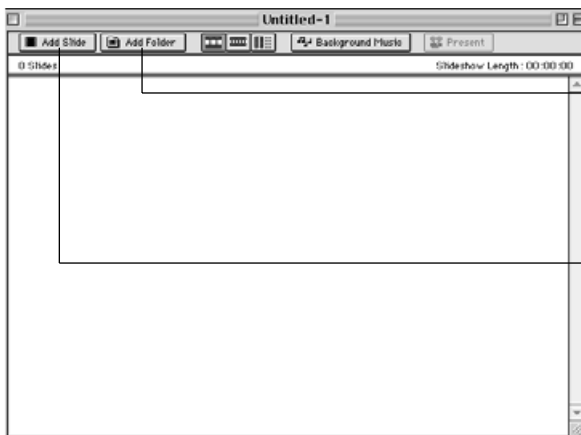 Untitled-1
Add Slide Add Folder Background Music Present
0 Slides Slideshow Length: 00:00:00